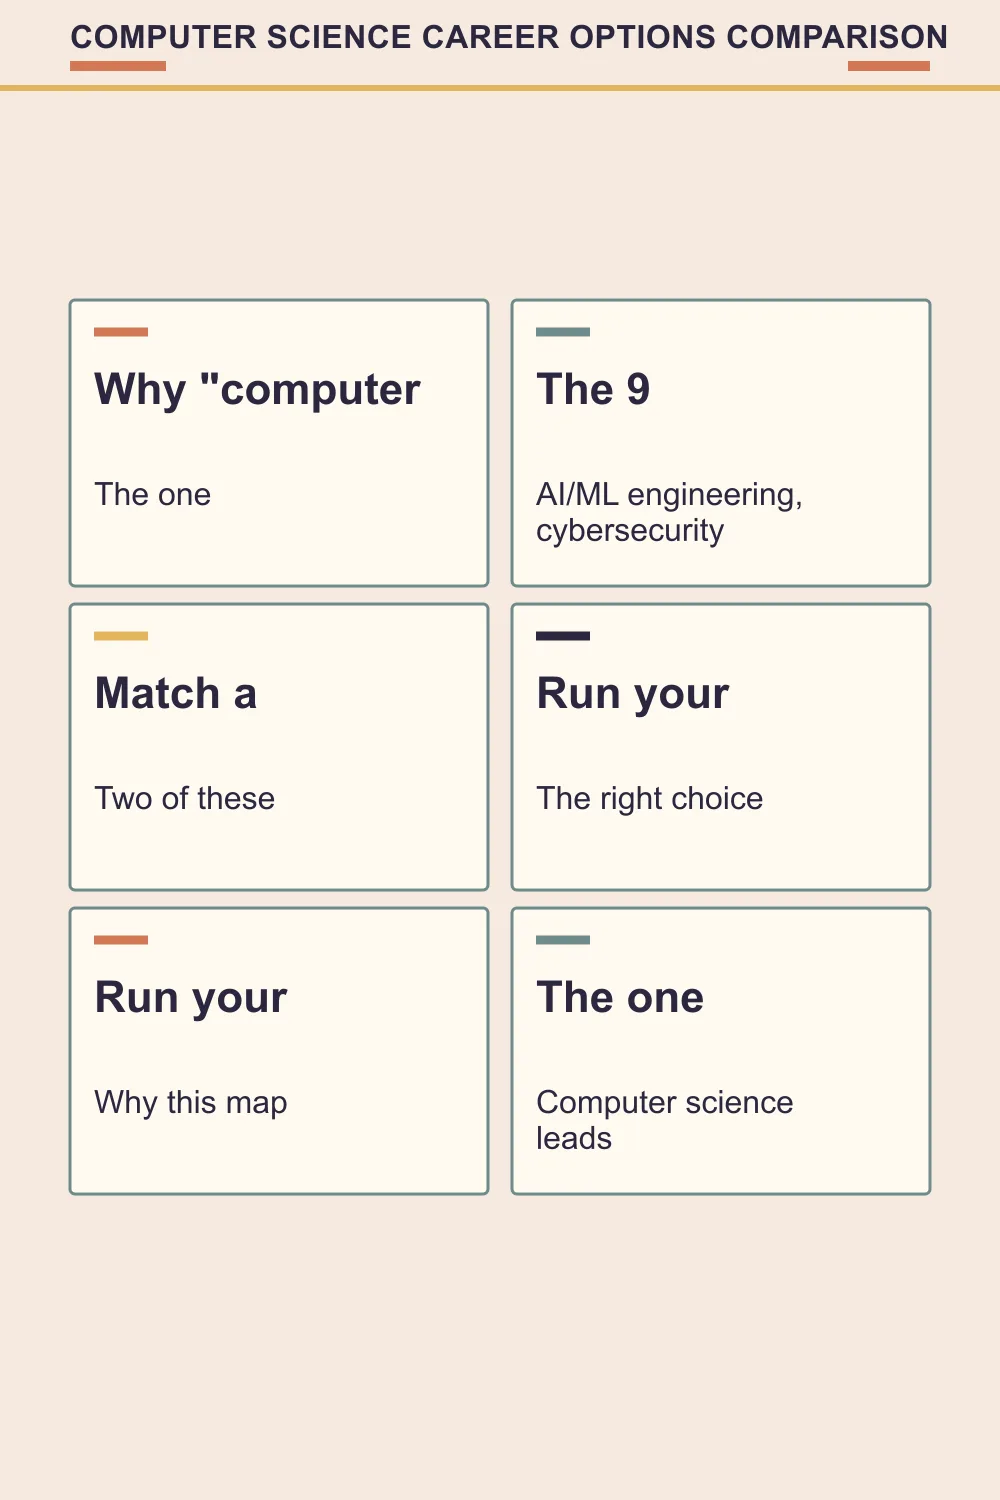 COMPUTER SCIENCE CAREER OPTIONS COMPARISON
Why "computer
The one
The 9
AI/ML engineering,
cybersecurity
Match a
Two of these
Run your
The right choice
Run your
Why this map
The one
Computer science
leads